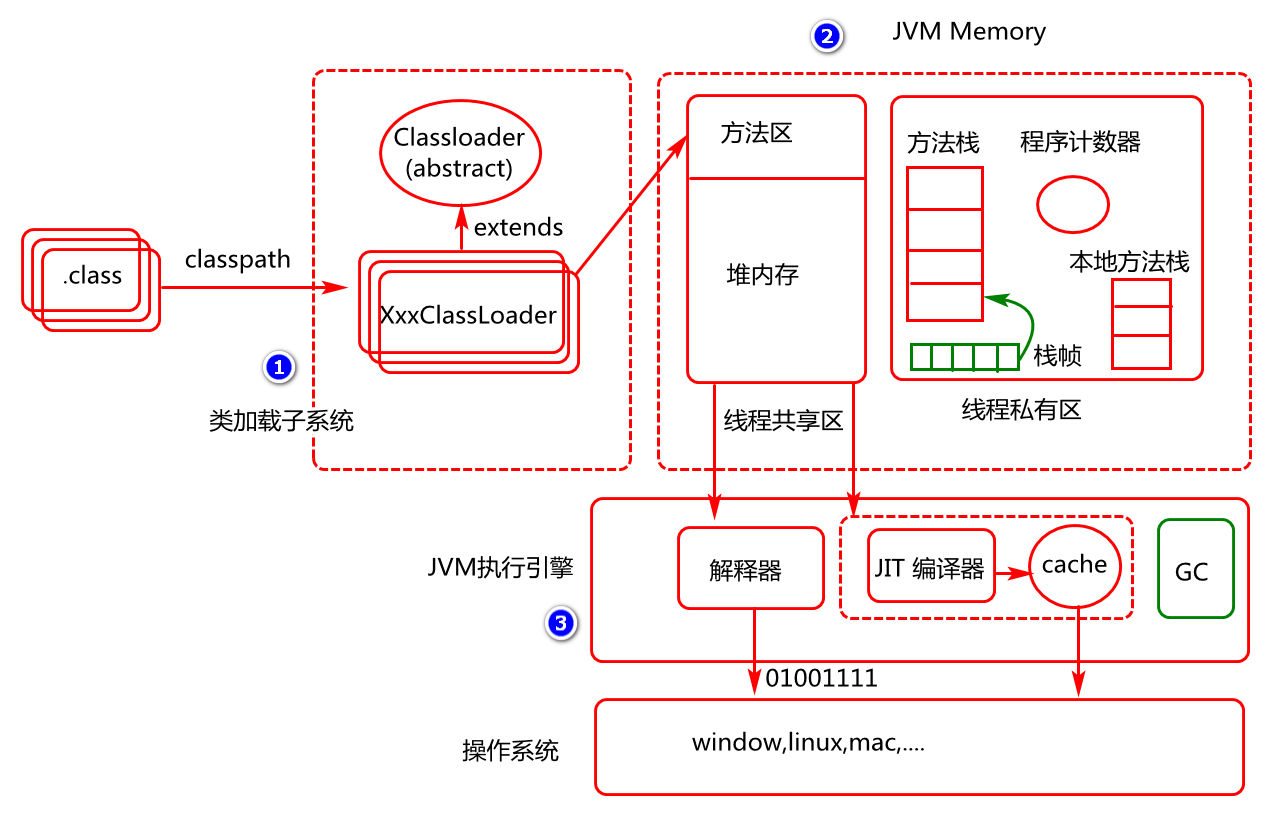 2
JVM Memory
Classloader
(abstract)
extends
.class
classpath
XxxClassLoader
1
类加载子系统
方法区
堆内存
线程共享区
方法栈
程序计数器
本地方法栈
栈帧
线程私有区
JVM执行引擎
3
解释器
JIT 编译器
cache
GC
01001111
操作系统
window,linux,mac,....